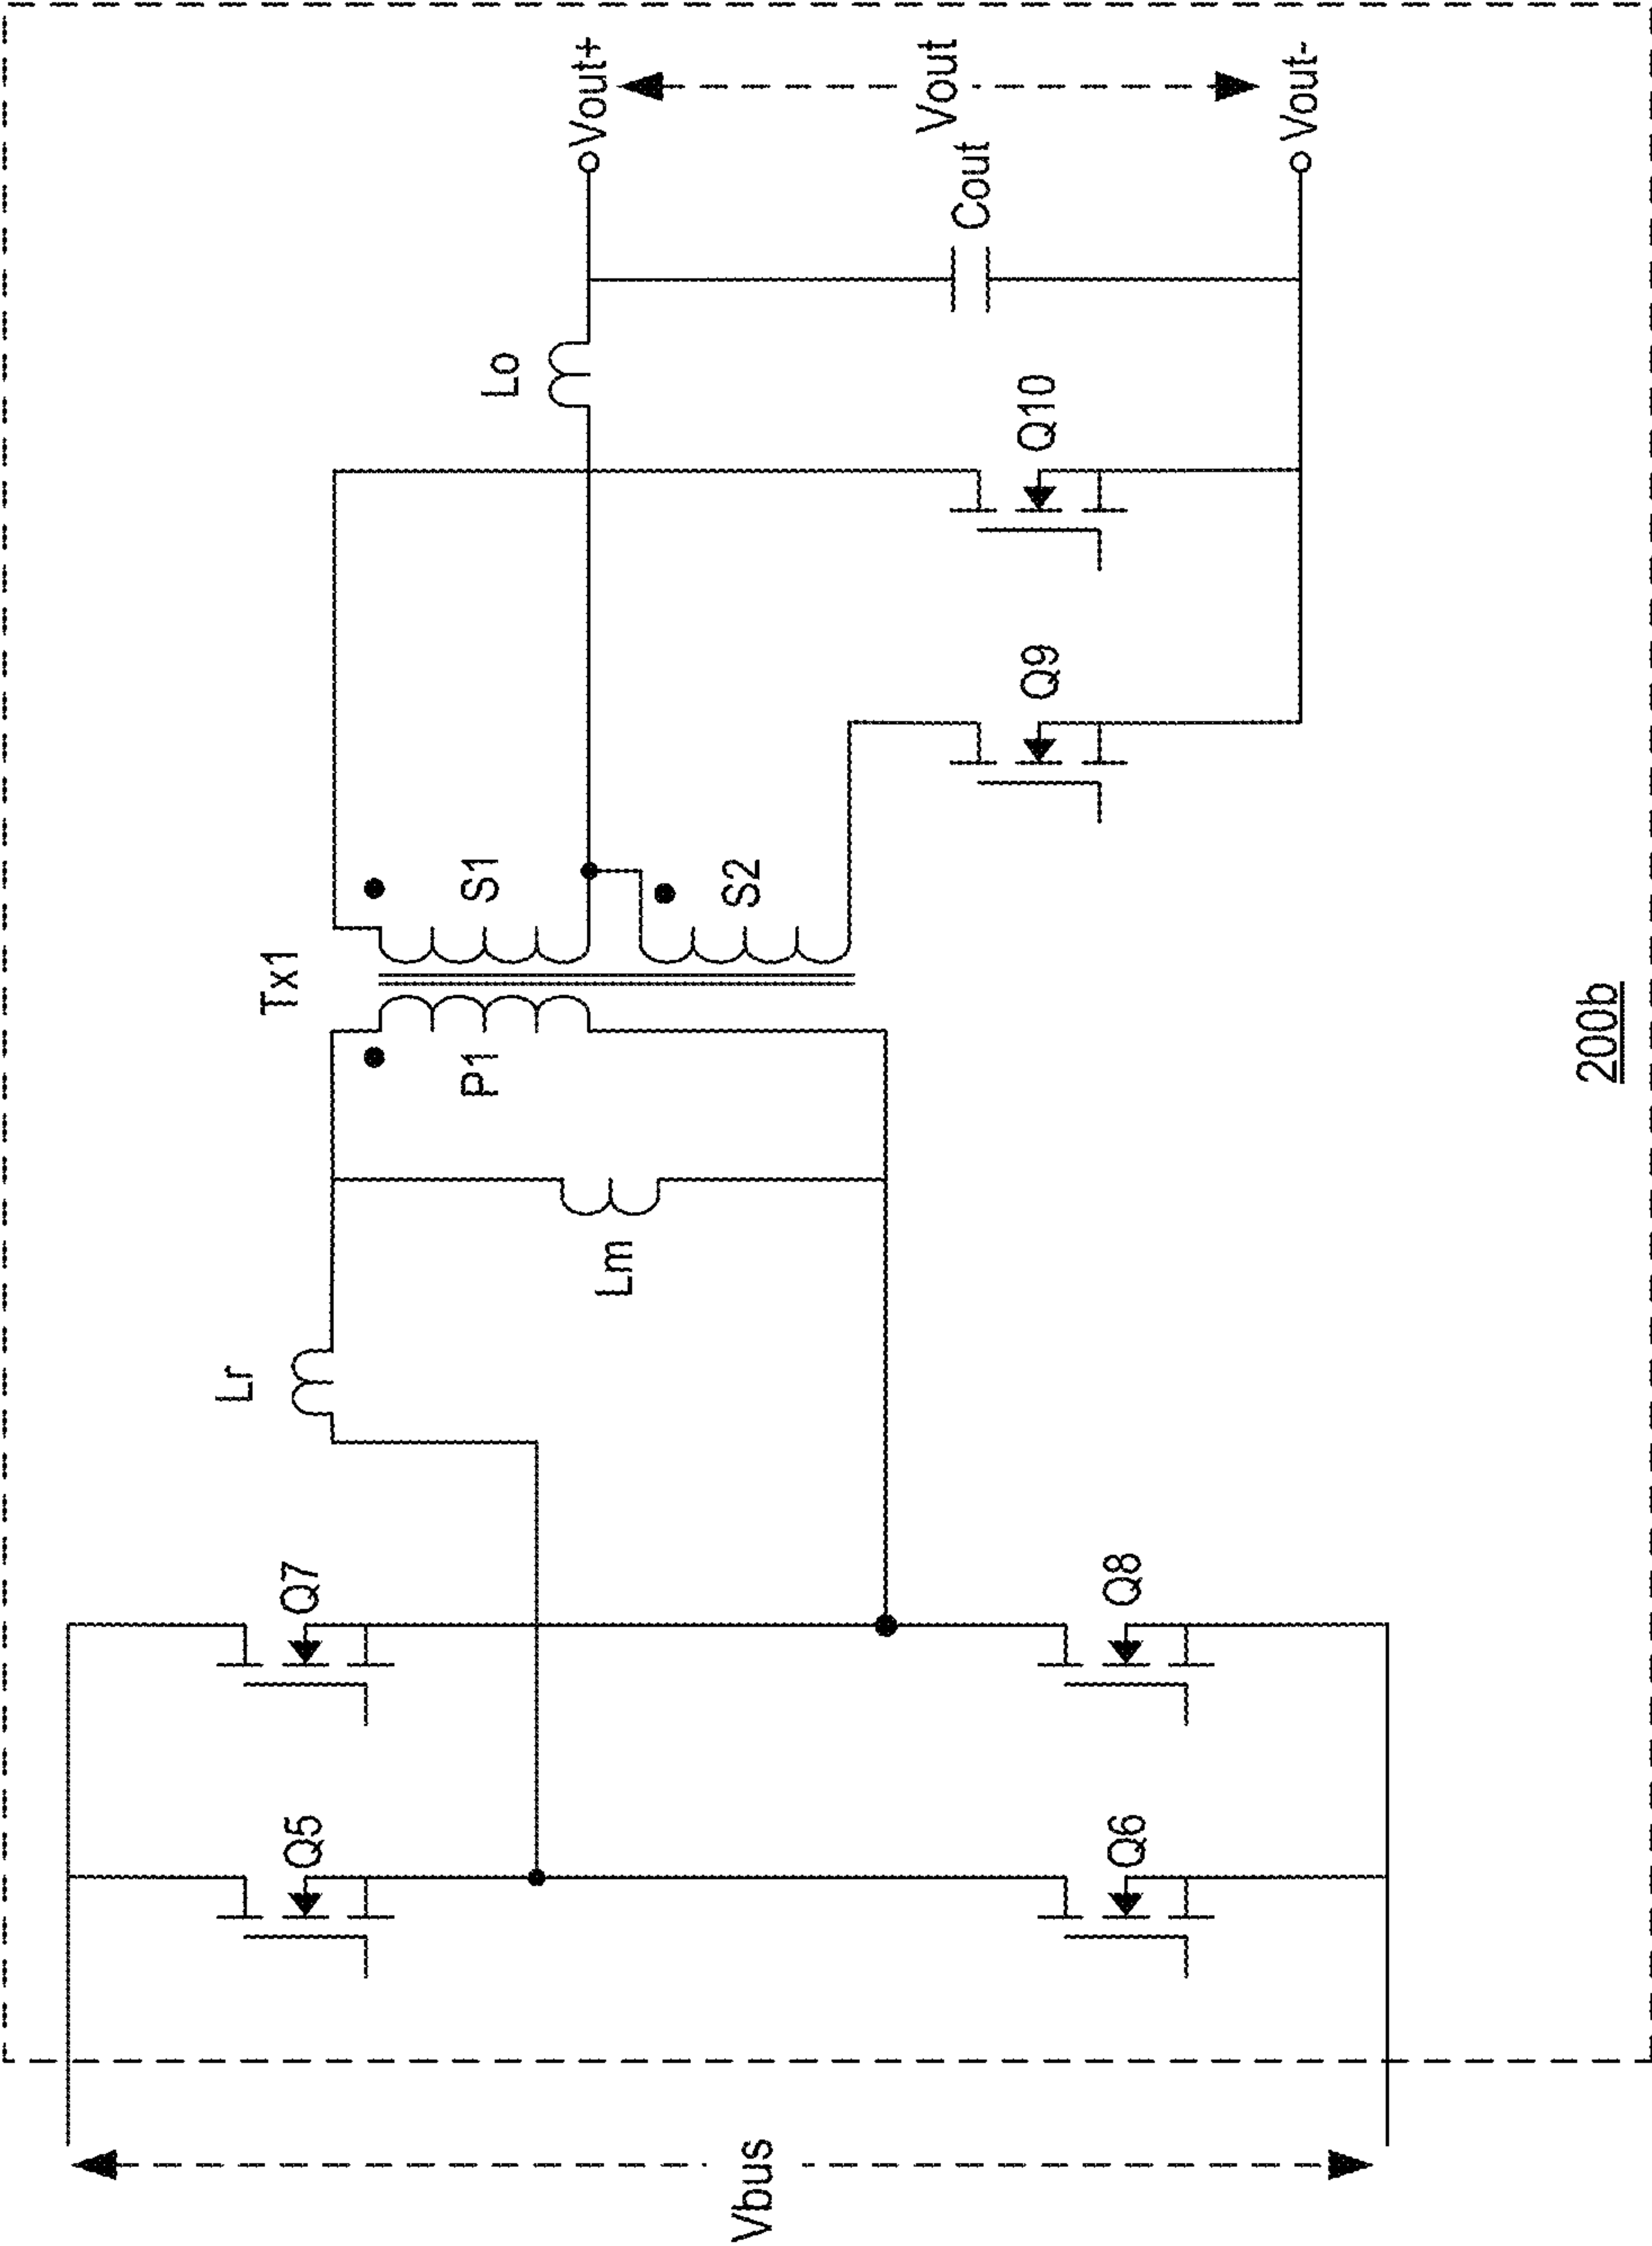 Tx1
Lr
Lo
Q5
Q7
P1
S1
Vout+
Lm
S2
Vbus
Vout
Cout
Q6
Q8
Q9
Q10
Vout-
200b